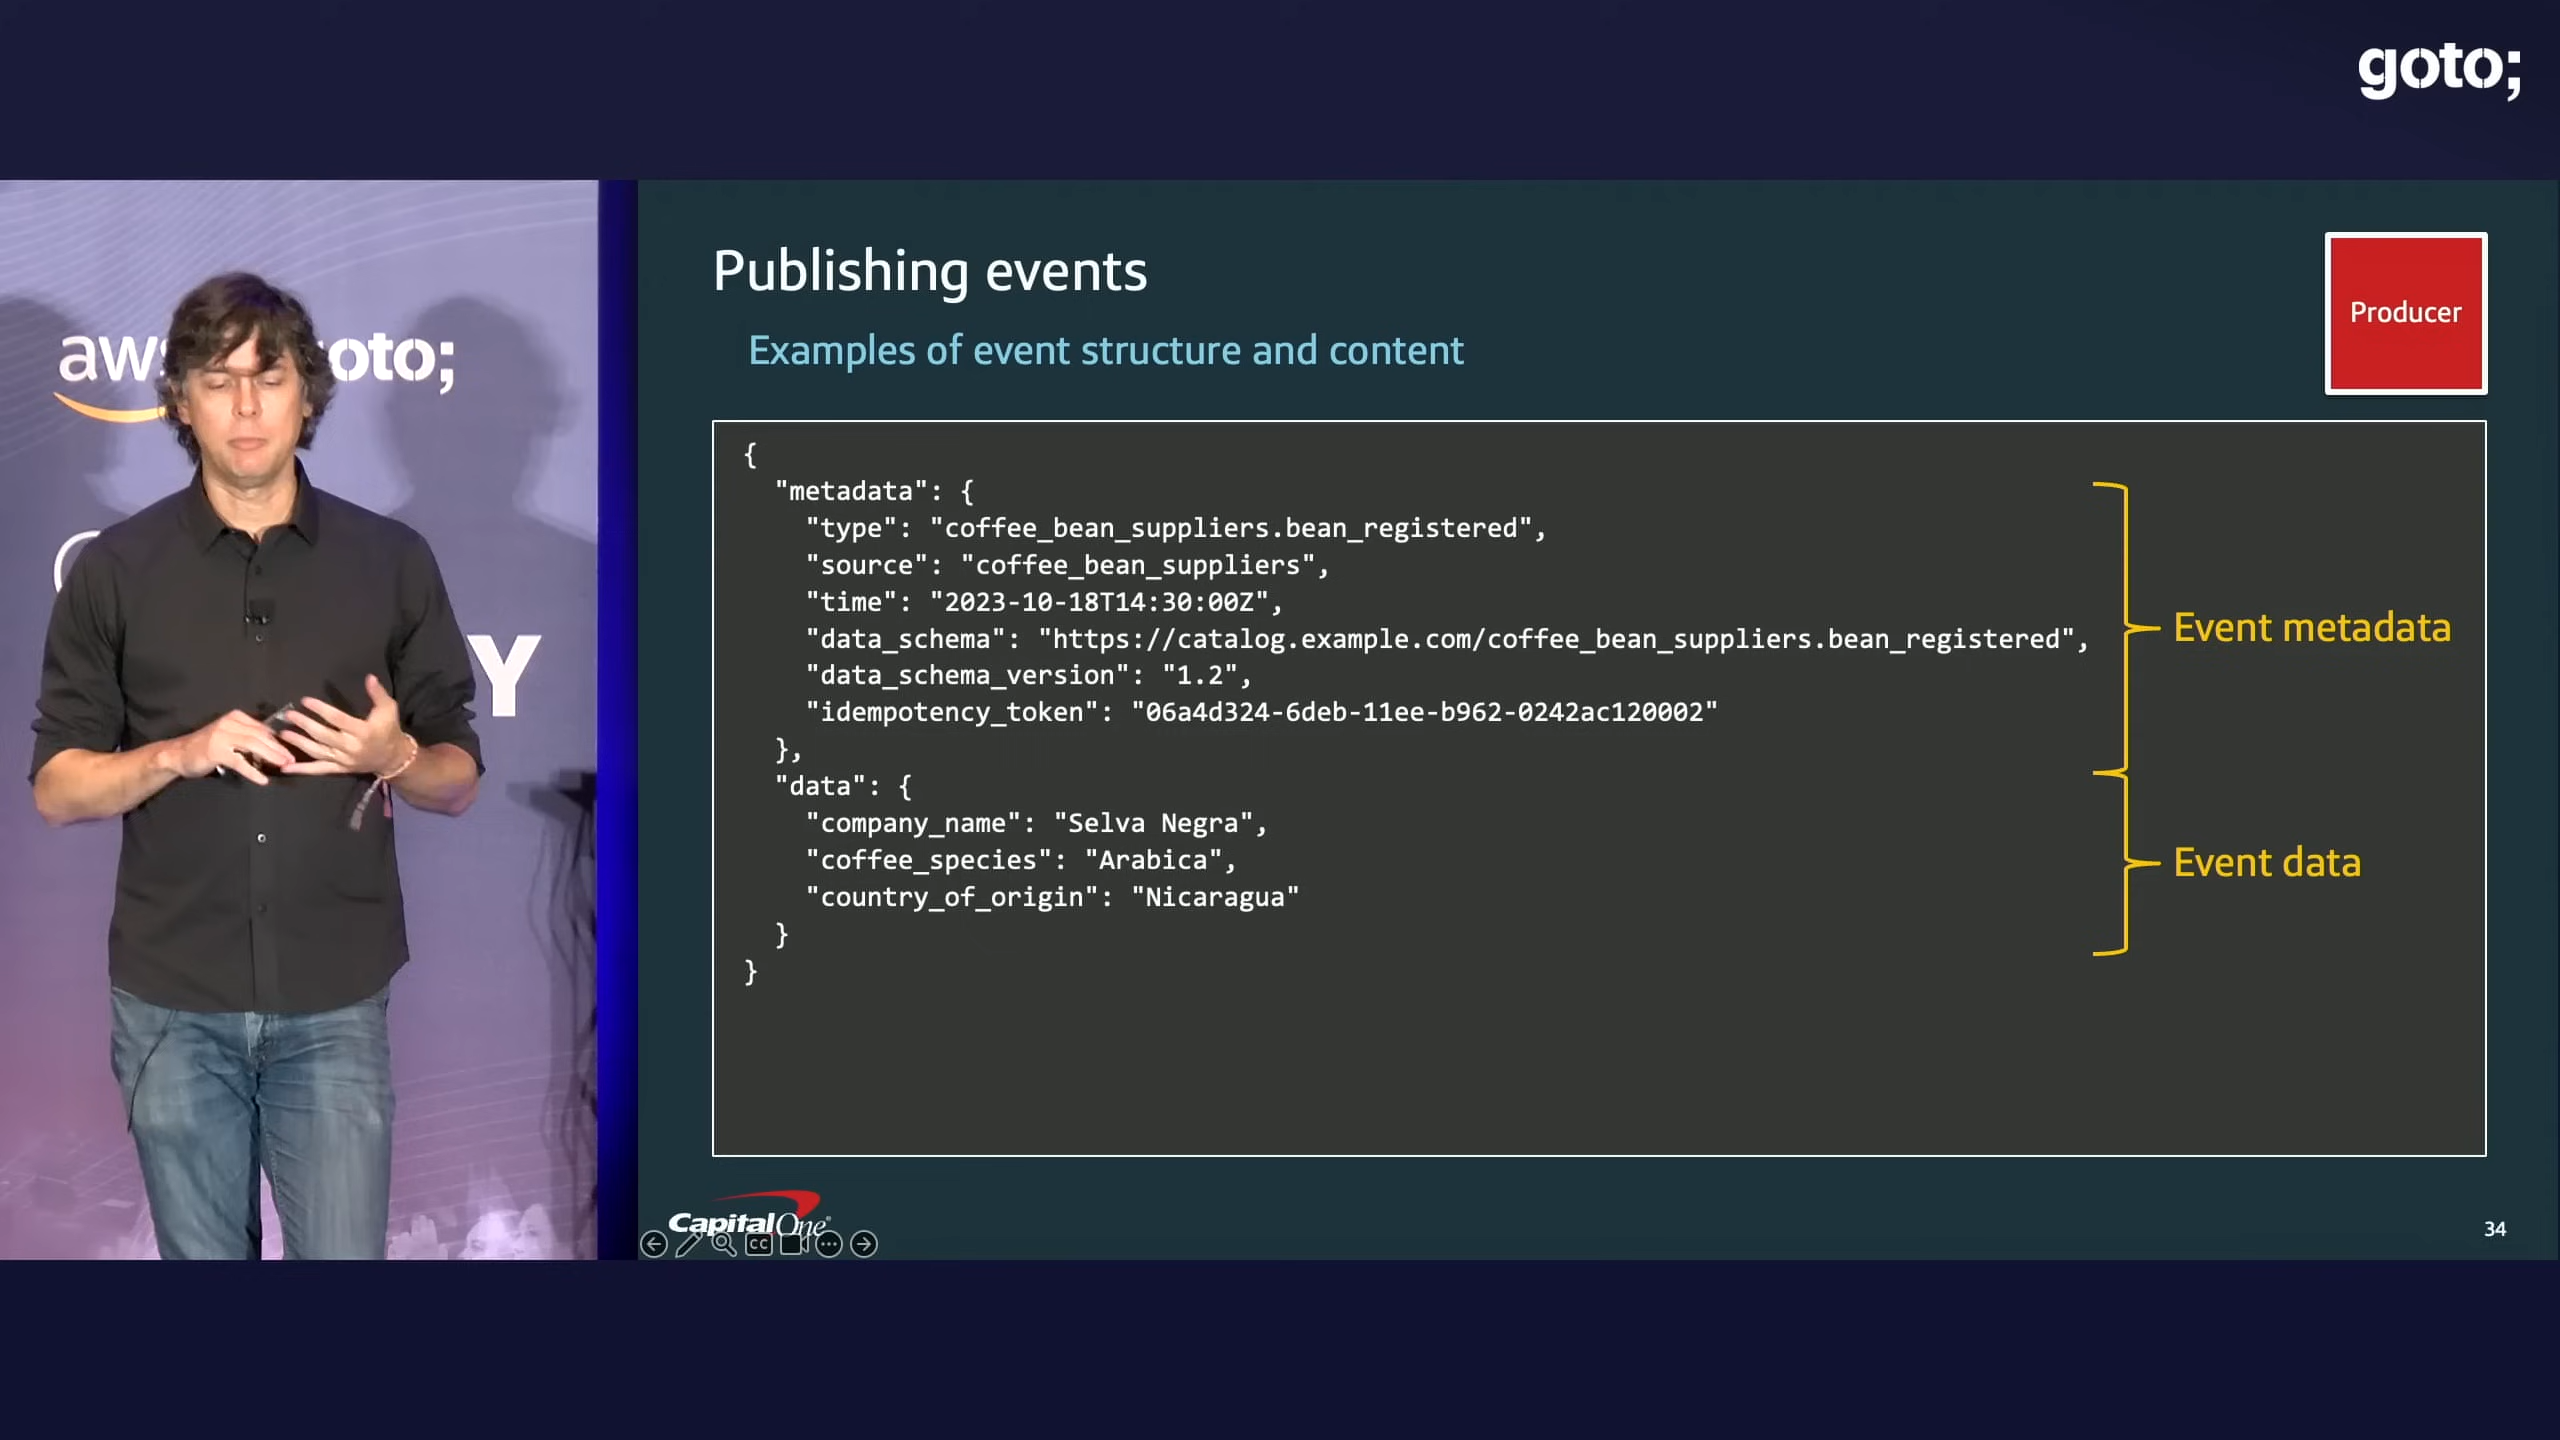 goto;
aws
oto;
Y
Publishing events
Examples of event structure and content
Producer
{
"metadata": {
"type": "coffee_bean_suppliers.bean_registered",
"source": "coffee_bean_suppliers",
"time": "2023-10-18T14:30:00Z",
"data_schema": "https://catalog.example.com/coffee_bean_suppliers.bean_registered",
"data_schema_version": "1.2",
"idempotency_token": "06a4d324-6deb-11ee-b962-0242ac120002"
},
"data": {
"company_name": "Selva Negra",
"coffee_species": "Arabica",
"country_of_origin": "Nicaragua"
}
}
Event metadata
Event data
CapitalOne
CC
34